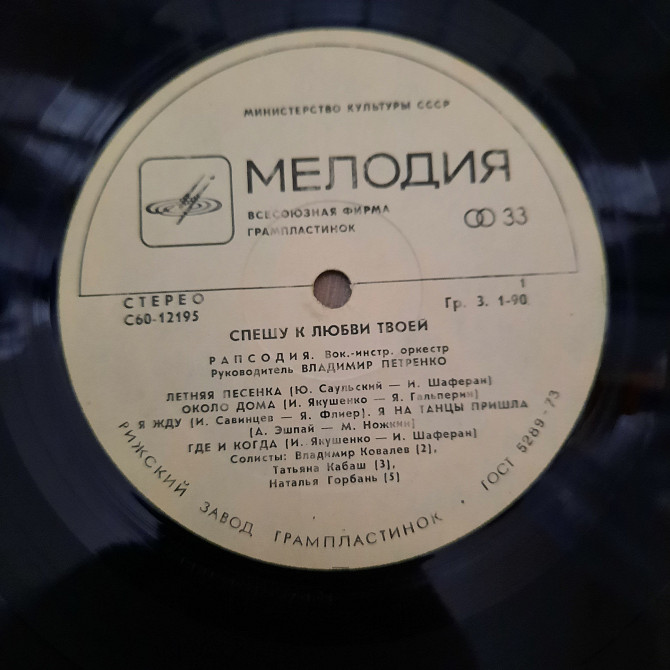 МИНИСТЕРСТВО КУЛЬТУРЫ СССР
МЕЛОДИЯ
ВСЕСОЮЗНАЯ ФИРМА
ГРАМПЛАСТИНОК
33
СТЕРЕО
С60-12195
1
Гр. 3. 1-90
СПЕШУ К ЛЮБВИ ТВОЕЙ
РАПСОДИЯ. Вок.-инстр. оркестр
Руководитель ВЛАДИМИР ПЕТРЕНКО
ЛЕТНЯЯ ПЕСЕНКА (Ю. Саульский — И. Шаферан)
ОКОЛО ДОМА (И. Якушенко — Я. Гальперин)
Я ЖДУ (И. Савинцев — Я. Флиер). Я НА ТАНЦЫ ПРИШЛА
(А. Эшпай — М. Ножкин)
ГДЕ И КОГДА (И. Якушенко — И. Шаферан)
Солисты: Владимир Ковалев (2),
Татьяна Кабаш (3),
Наталья Горбань (5)
РИЖСКИЙ ЗАВОД ГРАМПЛАСТИНОК · ГОСТ 5289-73